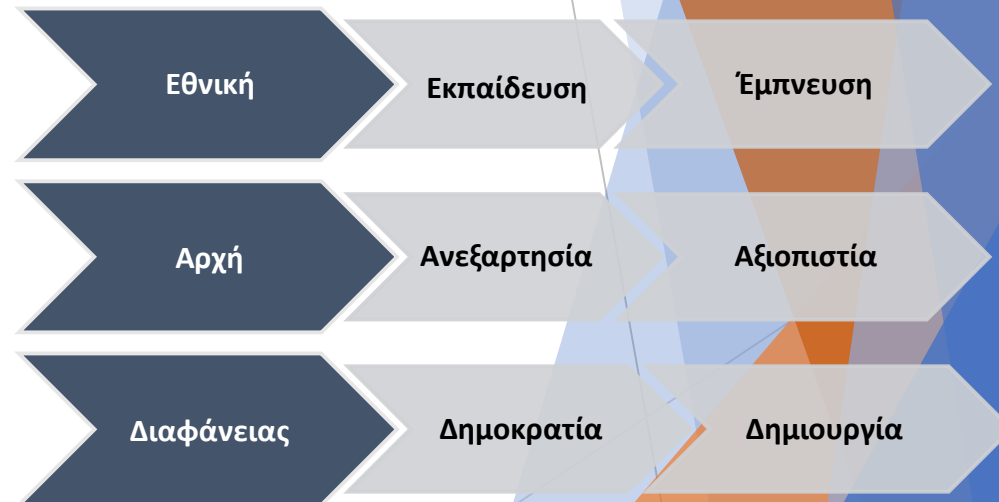 Εθνική Εκπαίδευση Έμπνευση
Αρχή Ανεξαρτησία Αξιοπιστία
Διαφάνειας Δημοκρατία Δημιουργία